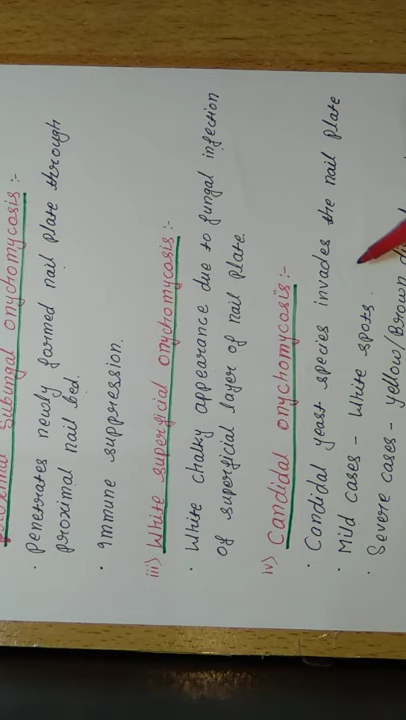 Proximal Subungal onychomycosis:-
• Penetrates newly formed nail plate through
proximal nail bed.
• Immune suppression.
iii) White superficial onychomycosis:-
• White chalky appearance due to fungal infection
of superficial layer of nail plate.
iv) Candidal onychomycosis:-
• Candidal yeast species invades the nail plate
• Mild cases - White spots.
• Severe cases - yellow/Brown